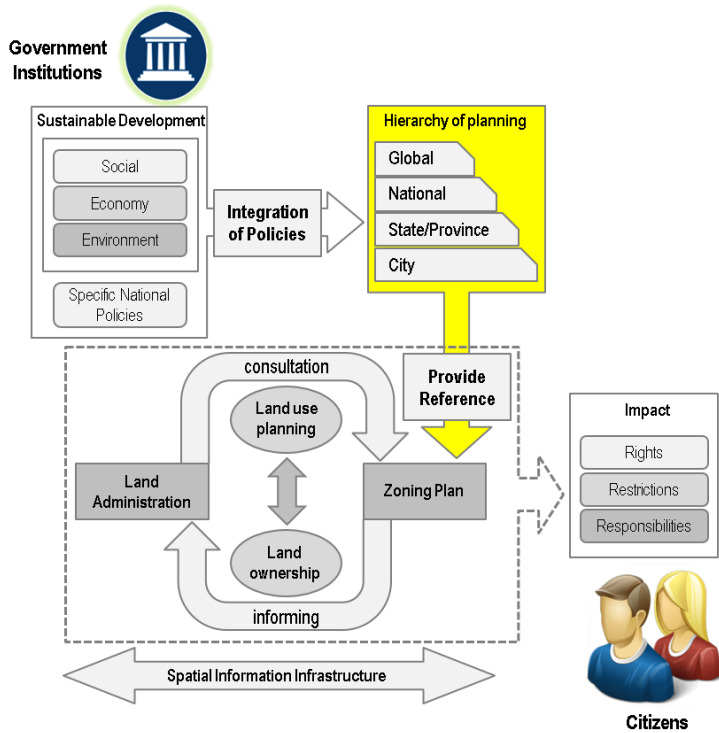 Government
Institutions
Sustainable Development
Social
Economy
Environment
Specific National
Policies
Integration
of Policies
Hierarchy of planning
Global
National
State/Province
City
Provide
Reference
consultation
Land use
planning
Land
Administration
Zoning Plan
Land
ownership
informing
Impact
Rights
Restrictions
Responsibilities
Spatial Information Infrastructure
Citizens